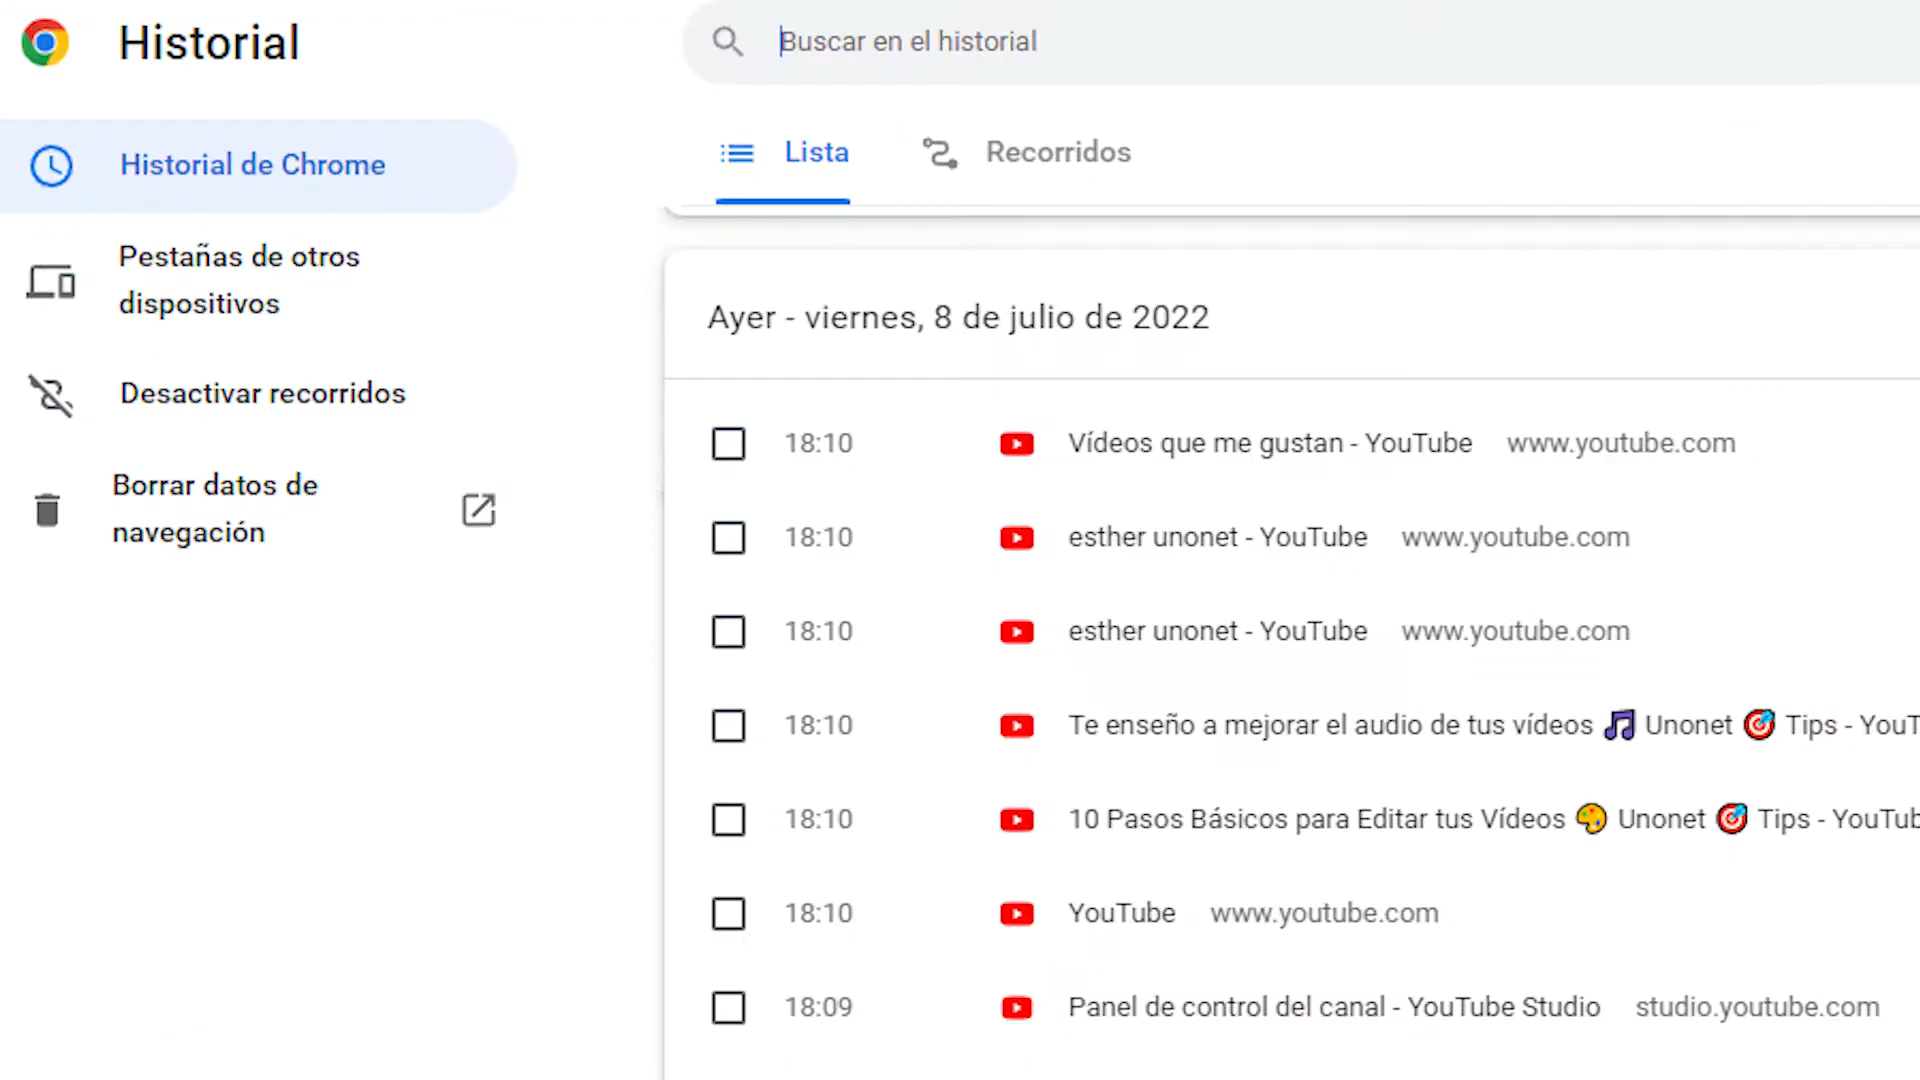 Historial
Buscar en el historial
Historial de Chrome
Pestañas de otros
dispositivos
Desactivar recorridos
Borrar datos de
navegación
Lista
Recorridos
Ayer - viernes, 8 de julio de 2022
18:10 Vídeos que me gustan - YouTube www.youtube.com
18:10 esther unonet - YouTube www.youtube.com
18:10 esther unonet - YouTube www.youtube.com
18:10 Te enseño a mejorar el audio de tus vídeos 🎵 Unonet 🎯 Tips - YouT
18:10 10 Pasos Básicos para Editar tus Vídeos 🎨 Unonet 🎯 Tips - YouTub
18:10 YouTube www.youtube.com
18:09 Panel de control del canal - YouTube Studio studio.youtube.com